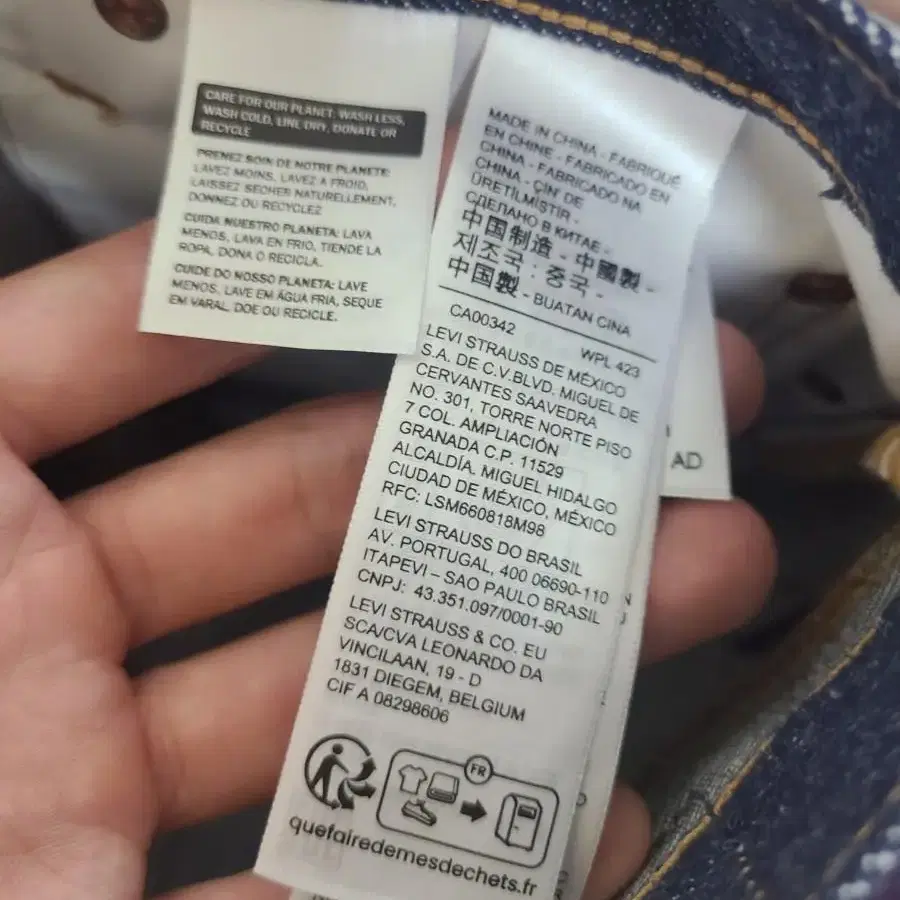 CARE FOR OUR PLANET: WASH LESS,
WASH COLD, LINE DRY, DONATE OR
RECYCLE
PRENEZ SOIN DE NOTRE PLANETE:
LAVEZ MOINS, LAVEZ A FROID,
LAISSEZ SECHER NATURELLEMENT,
DONNEZ OU RECYCLEZ
CUIDA NUESTRO PLANETA: LAVA
MENOS, LAVA EN FRIO, TIENDE LA
ROPA, DONA O RECICLA.
CUIDE DO NOSSO PLANETA: LAVE
MENOS, LAVE EM ÁGUA FRIA, SEQUE
EM VARAL, DOE OU RECICLE.
MADE IN CHINA - FABRIQUÉ
EN CHINE - FABRICADO EN
CHINA - FABRICADO NA
CHINA - ÇIN' DE
ÜRETILMISTIR -
СДЕЛАНО В КИТАЕ -
中国制造 - 中國製 -
제조국 : 중국 -
中国製 - BUATAN CINA
CA00342 WPL 423
LEVI STRAUSS DE MÉXICO
S.A. DE C.V.BLVD. MIGUEL DE
CERVANTES SAAVEDRA
NO. 301, TORRE NORTE PISO
7 COL. AMPLIACIÓN
GRANADA C.P. 11529
ALCALDÍA. MIGUEL HIDALGO
CIUDAD DE MÉXICO, MÉXICO
RFC: LSM660818M98
LEVI STRAUSS DO BRASIL
AV. PORTUGAL, 400 06690-110
ITAPEVI – SAO PAULO BRASIL
CNPJ: 43.351.097/0001-90
LEVI STRAUSS & CO. EU
SCA/CVA LEONARDO DA
VINCILAAN, 19 - D
1831 DIEGEM, BELGIUM
CIF A 08298606
FR
quefairedemesdechets.fr
AD